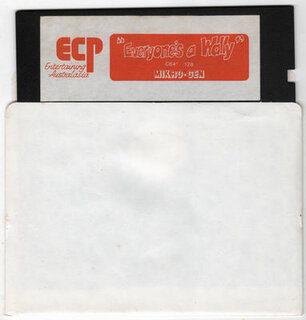 ECP
Entertaining
Australasia
"Everyone's a Wally"
C64 128
MIKRO-GEN